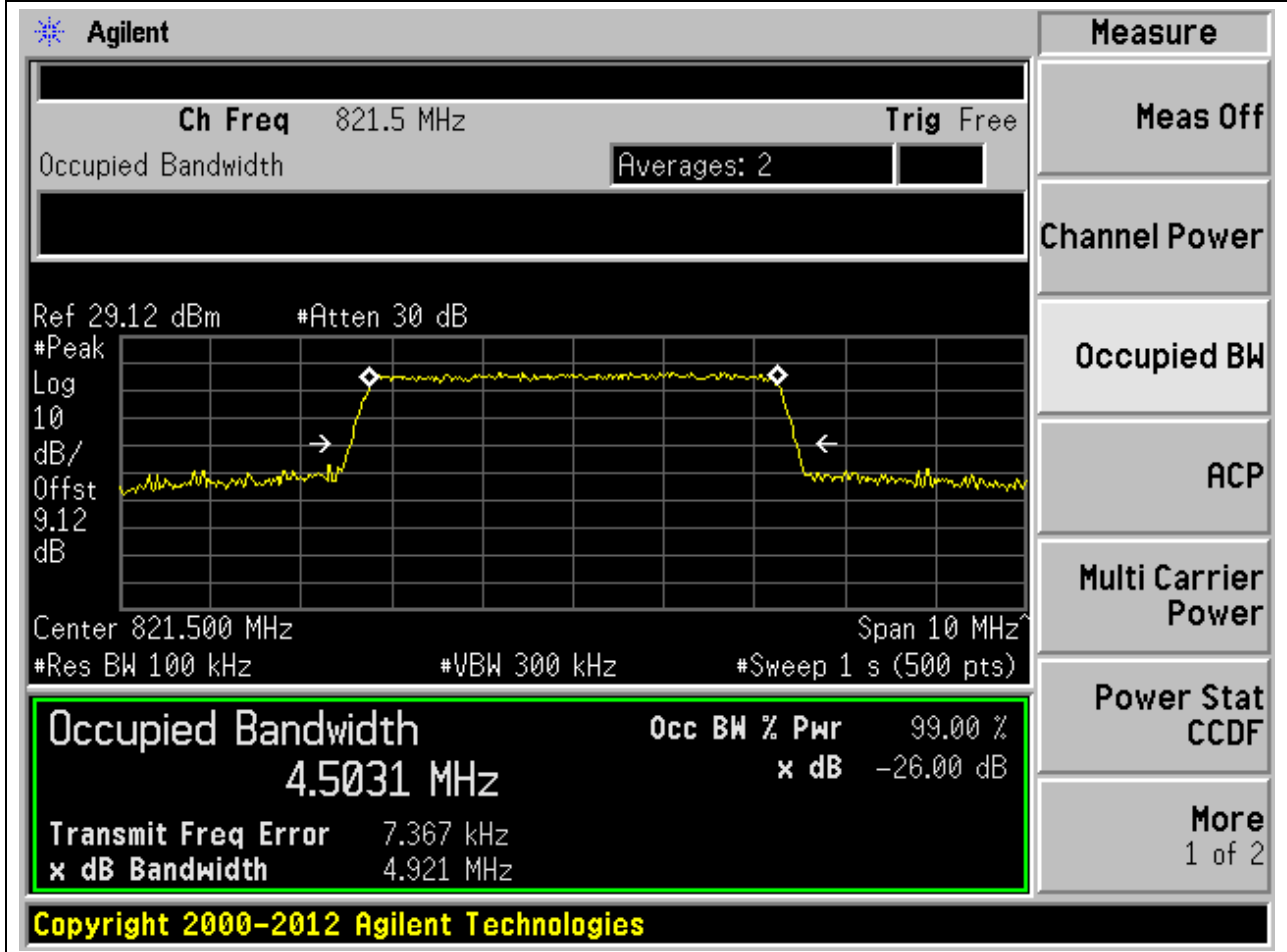 Agilent
Measure
Ch Freq 821.5 MHz Trig Free
Occupied Bandwidth Averages: 2
Meas Off
Channel Power
Ref 29.12 dBm #Atten 30 dB
#Peak
Log
10
dB/
Offst
9.12
dB
Center 821.500 MHz Span 10 MHz^
#Res BW 100 kHz #VBW 300 kHz #Sweep 1 s (500 pts)
Occupied BW
ACP
Multi Carrier
Power
Power Stat
CCDF
More
1 of 2
Occupied Bandwidth Occ BW % Pwr 99.00 %
4.5031 MHz x dB -26.00 dB
Transmit Freq Error 7.367 kHz
x dB Bandwidth 4.921 MHz
Copyright 2000-2012 Agilent Technologies